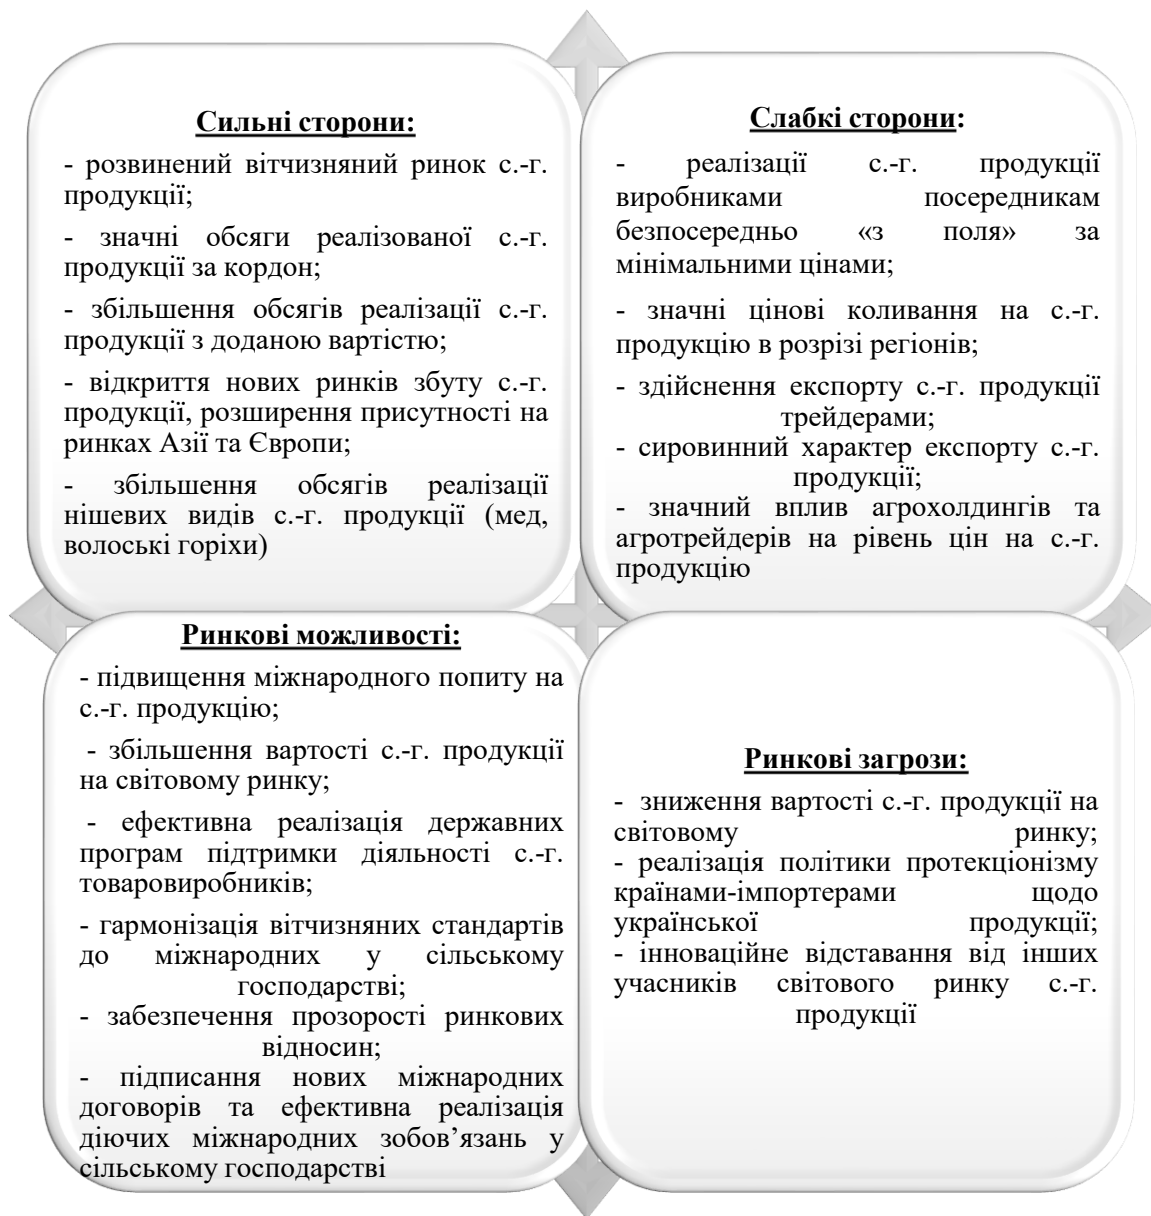 Сильні сторони:
- розвинений вітчизняний ринок с.-г.
продукції;
- значні обсяги реалізованої с.-г.
продукції за кордон;
- збільшення обсягів реалізації с.-г.
продукції з доданою вартістю;
- відкриття нових ринків збуту с.-г.
продукції, розширення присутності на
ринках Азії та Європи;
- збільшення обсягів реалізації
нішевих видів с.-г. продукції (мед,
волоські горіхи)
Слабкі сторони:
- реалізації с.-г. продукції
виробниками посередникам
безпосередньо «з поля» за
мінімальними цінами;
- значні цінові коливання на с.-г.
продукцію в розрізі регіонів;
- здійснення експорту с.-г. продукції
трейдерами;
- сировинний характер експорту с.-г.
продукції;
- значний вплив агрохолдингів та
агротрейдерів на рівень цін на с.-г.
продукцію
Ринкові можливості:
- підвищення міжнародного попиту на
с.-г. продукцію;
- збільшення вартості с.-г. продукції
на світовому ринку;
- ефективна реалізація державних
програм підтримки діяльності с.-г.
товаровиробників;
- гармонізація вітчизняних стандартів
до міжнародних у сільському
господарстві;
- забезпечення прозорості ринкових
відносин;
- підписання нових міжнародних
договорів та ефективна реалізація
діючих міжнародних зобов’язань у
сільському господарстві
Ринкові загрози:
- зниження вартості с.-г. продукції на
світовому ринку;
- реалізація політики протекціонізму
країнами-імпортерами щодо
української продукції;
- інноваційне відставання від інших
учасників світового ринку с.-г.
продукції